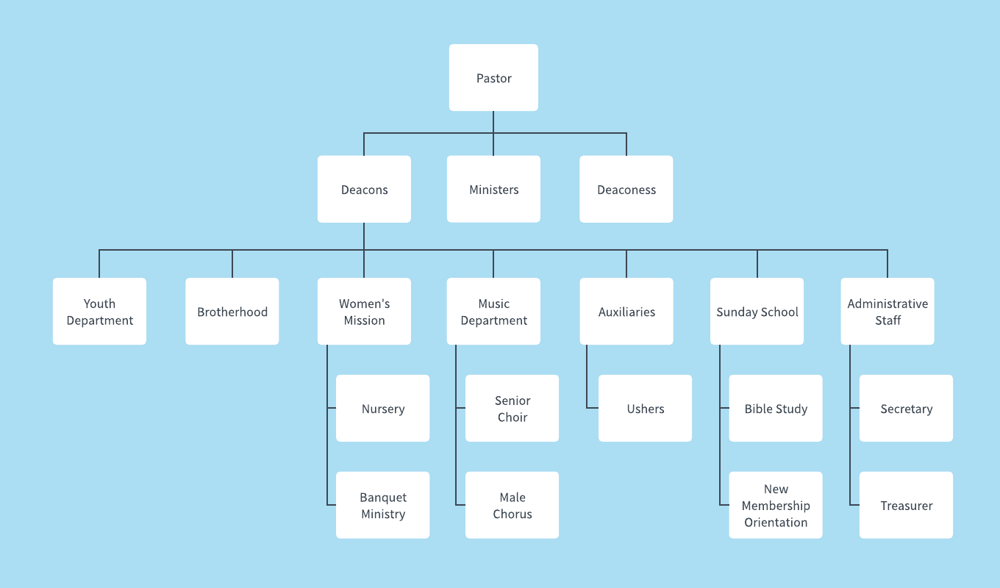 Pastor
Deacons
Ministers
Deaconess
Youth
Department
Brotherhood
Women's
Mission
Music
Department
Auxiliaries
Sunday School
Administrative
Staff
Nursery
Senior
Choir
Ushers
Bible Study
Secretary
Banquet
Ministry
Male
Chorus
New
Membership
Orientation
Treasurer